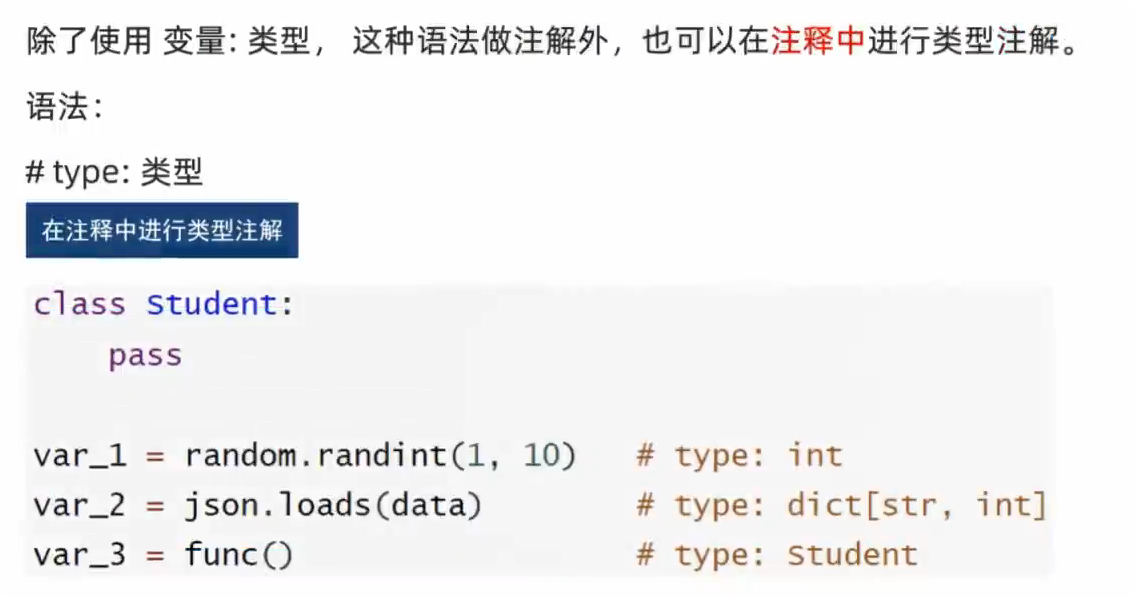 除了使用 变量: 类型， 这种语法做注解外，也可以在注释中进行类型注解。
语法：
# type: 类型
在注释中进行类型注解
class Student:
    pass
var_1 = random.randint(1, 10)   # type: int
var_2 = json.loads(data)        # type: dict[str, int]
var_3 = func()                  # type: Student